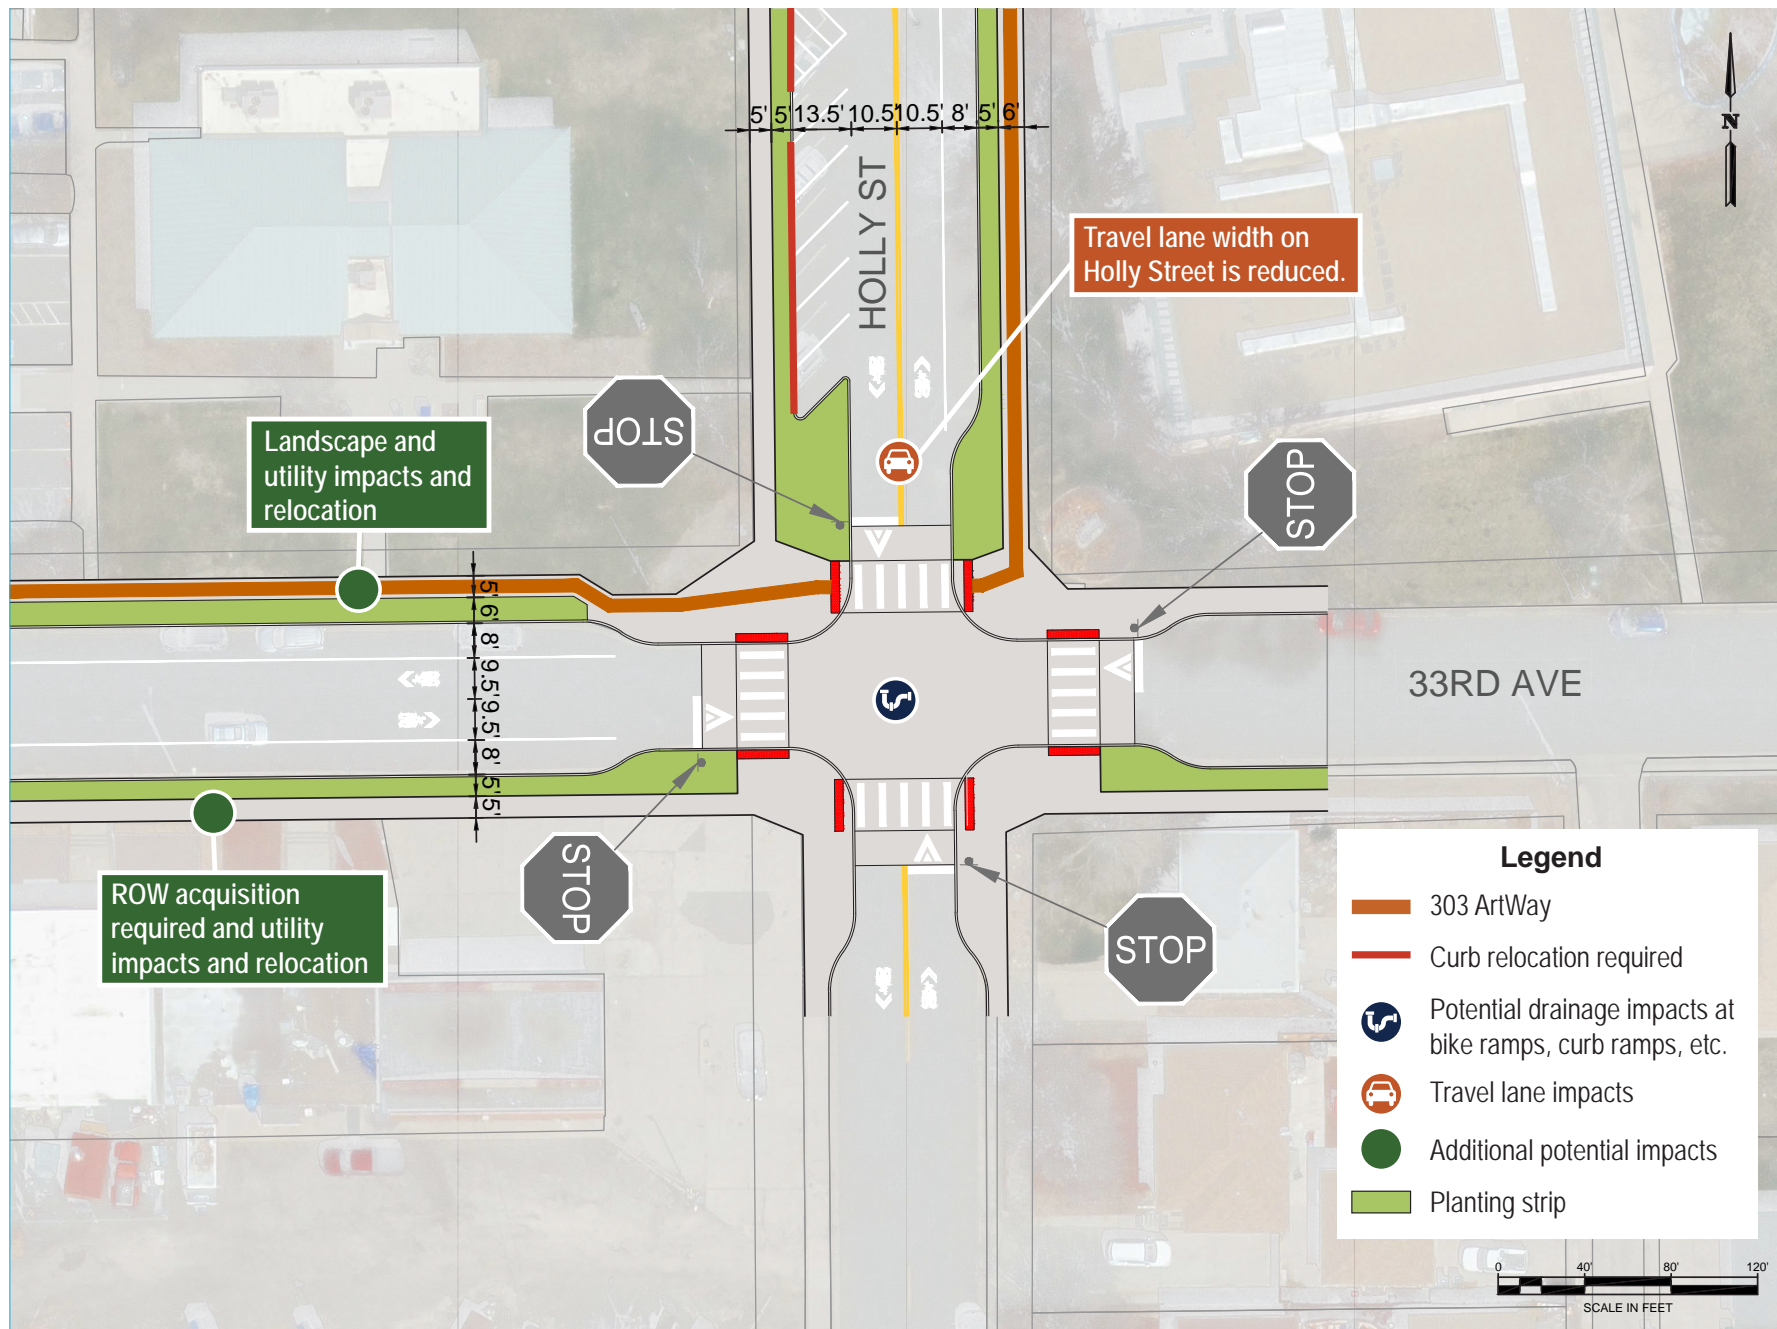 5' 5' 13.5' 10.5' 10.5' 8' 5' 6'
N
HOLLY ST
Travel lane width on
Holly Street is reduced.
STOP
Landscape and
utility impacts and
relocation
STOP
5' 6' 8' 9.5' 9.5' 8' 5' 5'
33RD AVE
STOP
ROW acquisition
required and utility
impacts and relocation
STOP
Legend
303 ArtWay
Curb relocation required
Potential drainage impacts at
bike ramps, curb ramps, etc.
Travel lane impacts
Additional potential impacts
Planting strip
0 40' 80' 120'
SCALE IN FEET